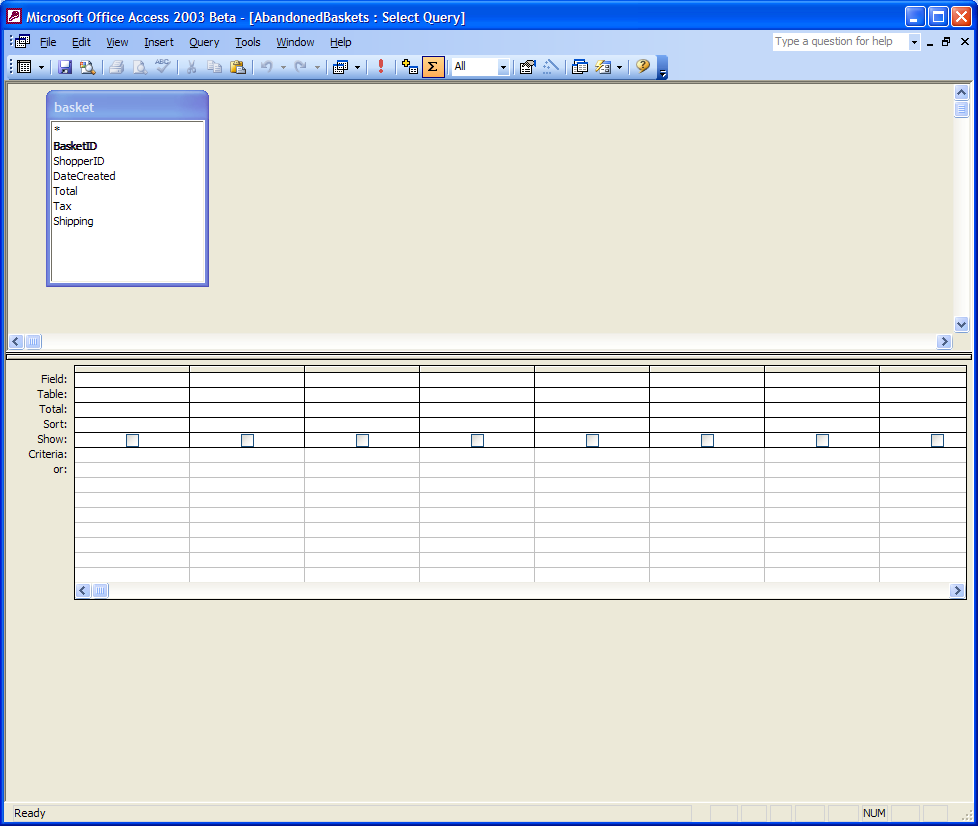 Microsoft Office Access 2003 Beta - [AbandonedBaskets : Select Query]
File Edit View Insert Query Tools Window Help Type a question for help
ABC Σ All
basket
*
BasketID
ShopperID
DateCreated
Total
Tax
Shipping
Field:
Table:
Total:
Sort:
Show:
Criteria:
or:
Ready NUM